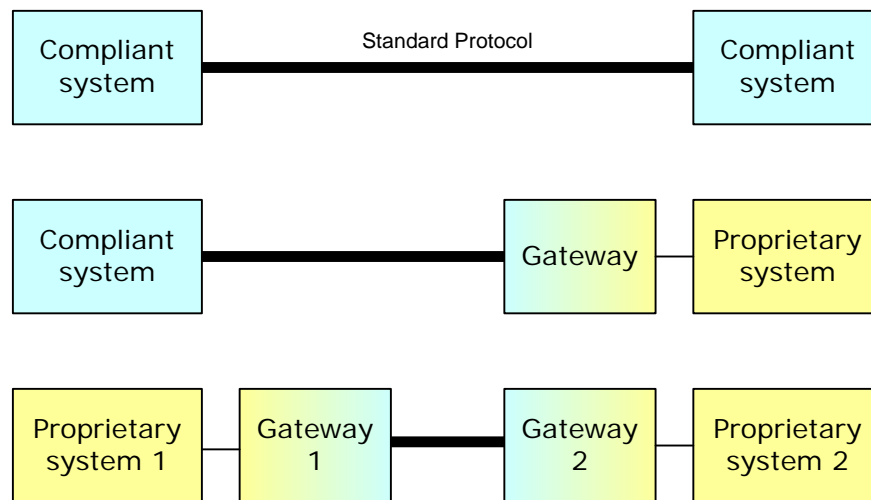 Compliant
system
Standard Protocol
Compliant
system
Compliant
system
Gateway
Proprietary
system
Proprietary
system 1
Gateway
1
Gateway
2
Proprietary
system 2